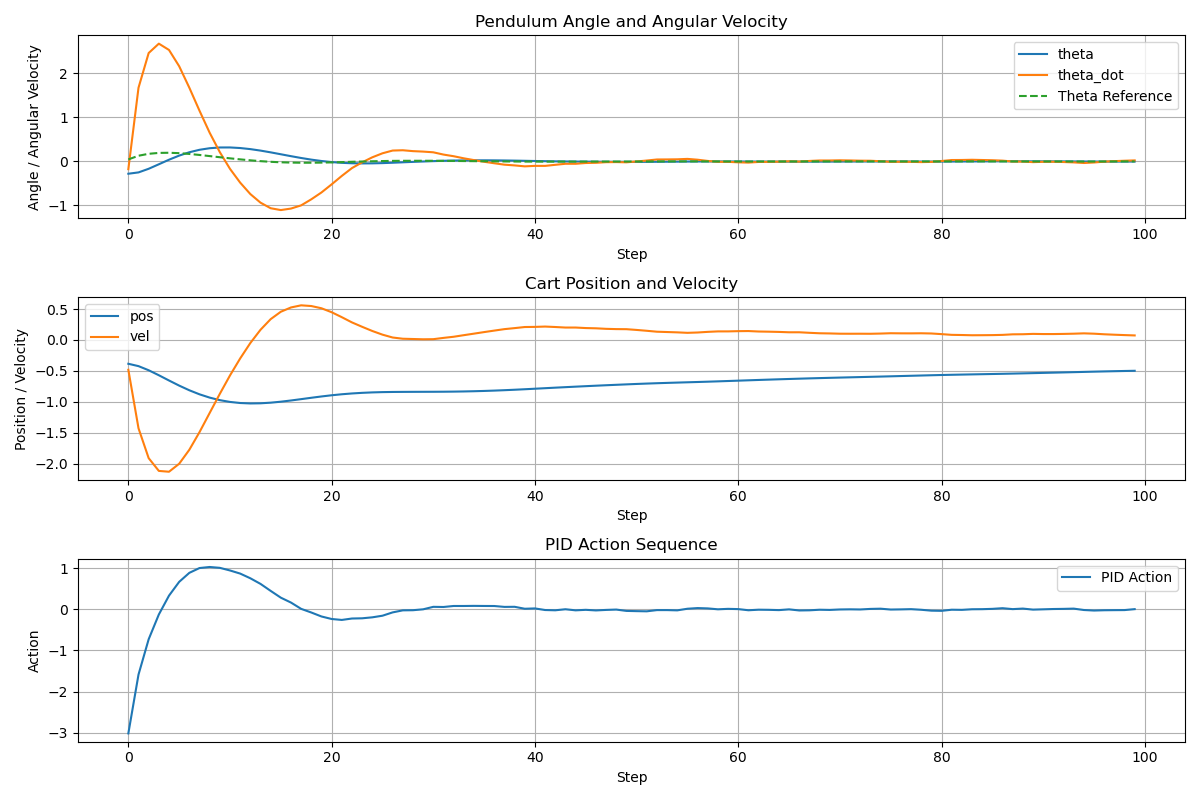 Pendulum Angle and Angular Velocity
Angle / Angular Velocity
2
1
0
−1
theta
theta_dot
Theta Reference
0 20 40 60 80 100
Step
Cart Position and Velocity
Position / Velocity
0.5
0.0
−0.5
−1.0
−1.5
−2.0
pos
vel
0 20 40 60 80 100
Step
PID Action Sequence
Action
1
0
−1
−2
−3
PID Action
0 20 40 60 80 100
Step